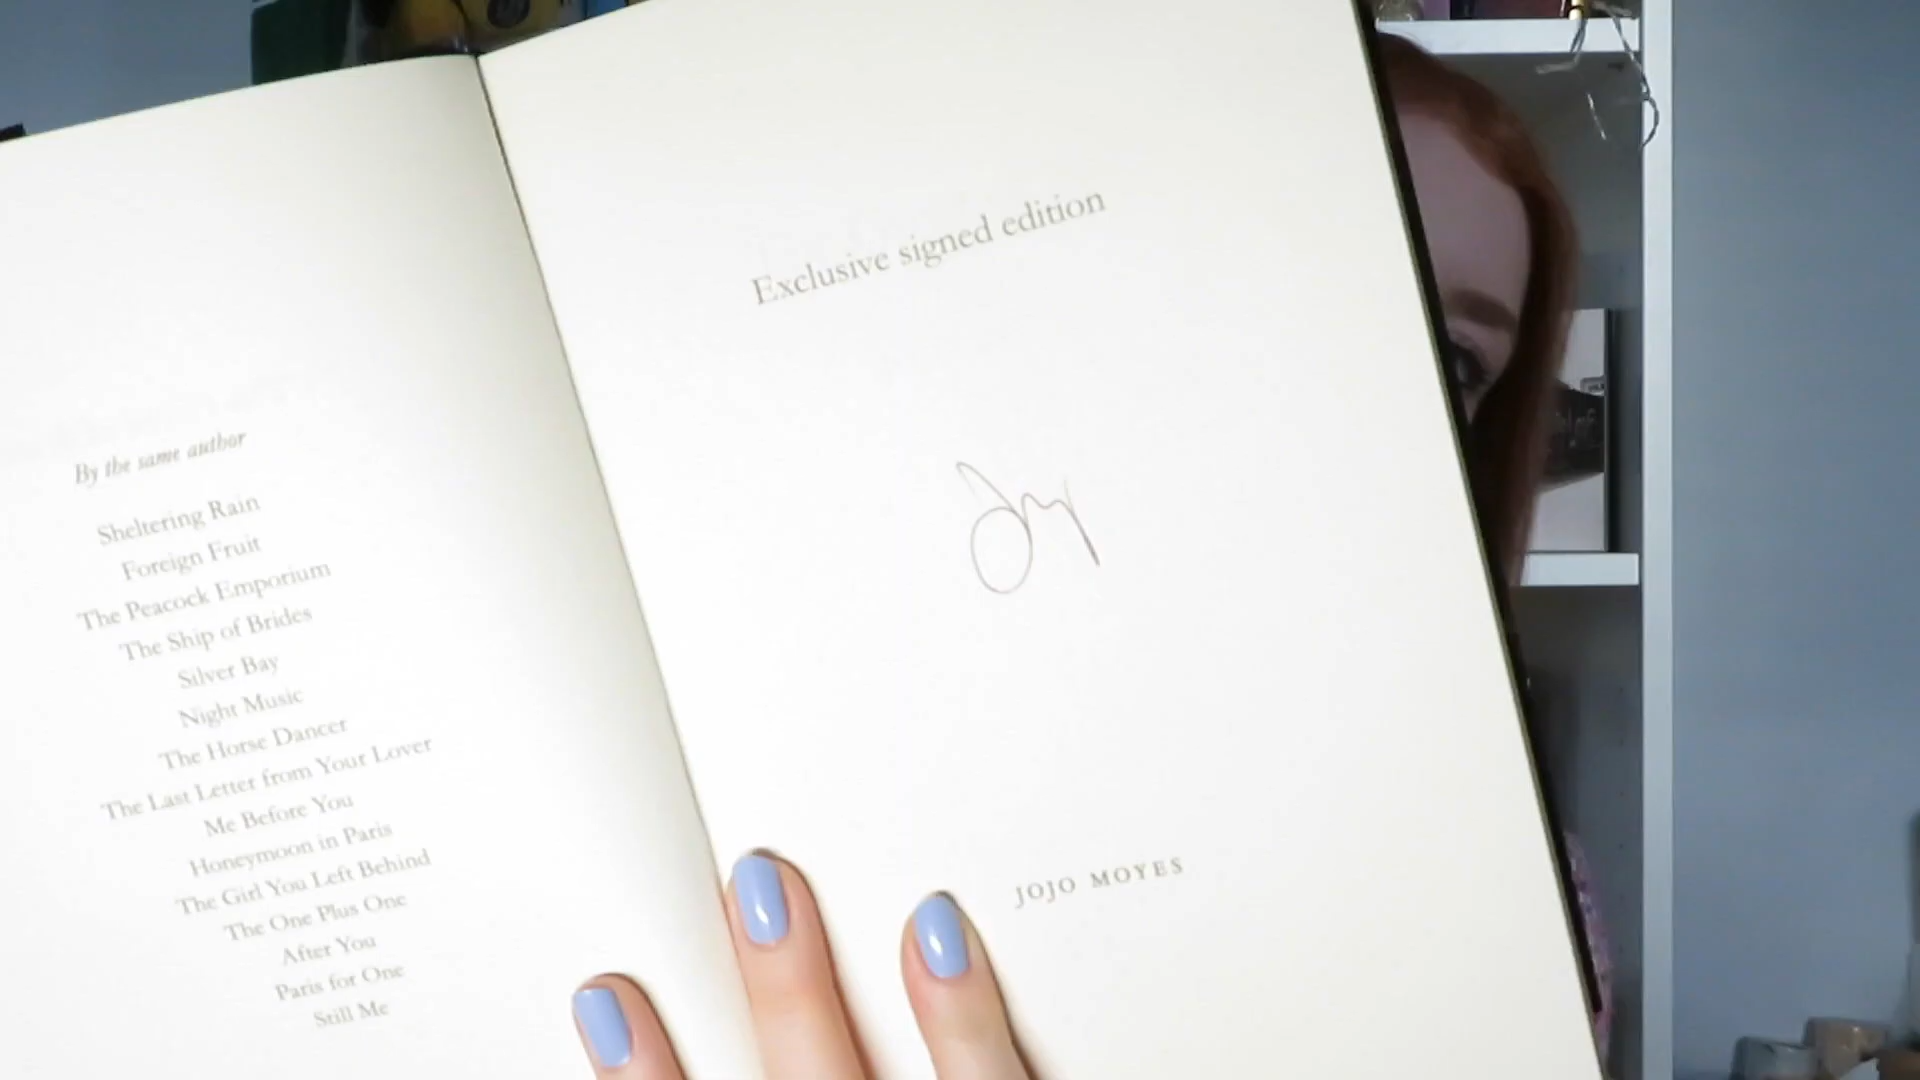 By the same author
Sheltering Rain
Foreign Fruit
The Peacock Emporium
The Ship of Brides
Silver Bay
Night Music
The Horse Dancer
The Last Letter from Your Lover
Me Before You
Honeymoon in Paris
The Girl You Left Behind
The One Plus One
After You
Paris for One
Still Me
Exclusive signed edition
JOJO MOYES